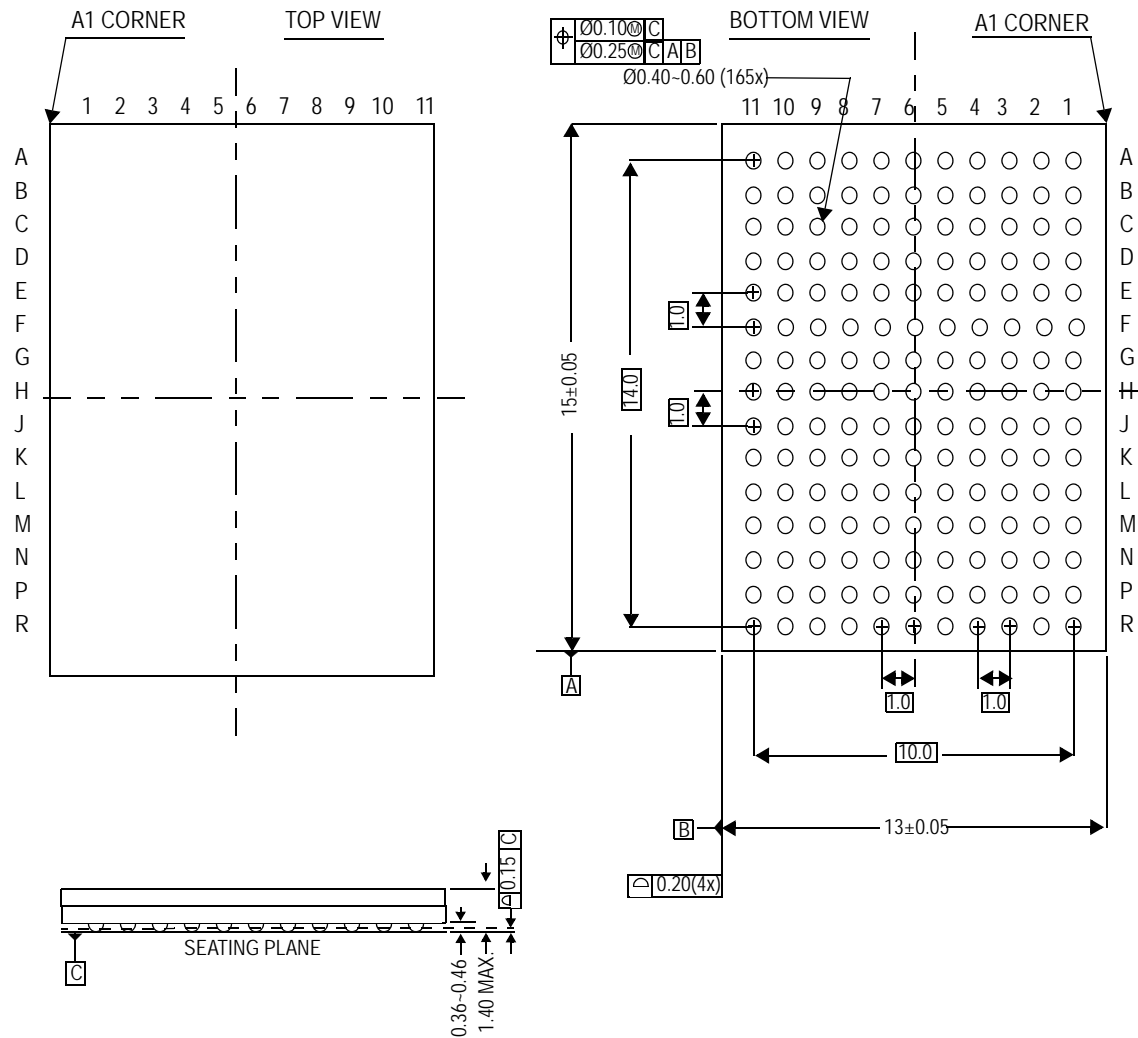 A1 CORNER
TOP VIEW
1 2 3 4 5 6 7 8 9 10 11
A
B
C
D
E
F
G
H
J
K
L
M
N
P
R
Ø0.10Ⓜ C
Ø0.25Ⓜ C A B
Ø0.40~0.60 (165x)
BOTTOM VIEW
A1 CORNER
11 10 9 8 7 6 5 4 3 2 1
A
B
C
D
E
F
G
H
J
K
L
M
N
P
R
15±0.05
14.0
1.0
1.0
A
1.0
1.0
10.0
B
13±0.05
0.20(4x)
0.15 C
SEATING PLANE
C
0.36~0.46
1.40 MAX.